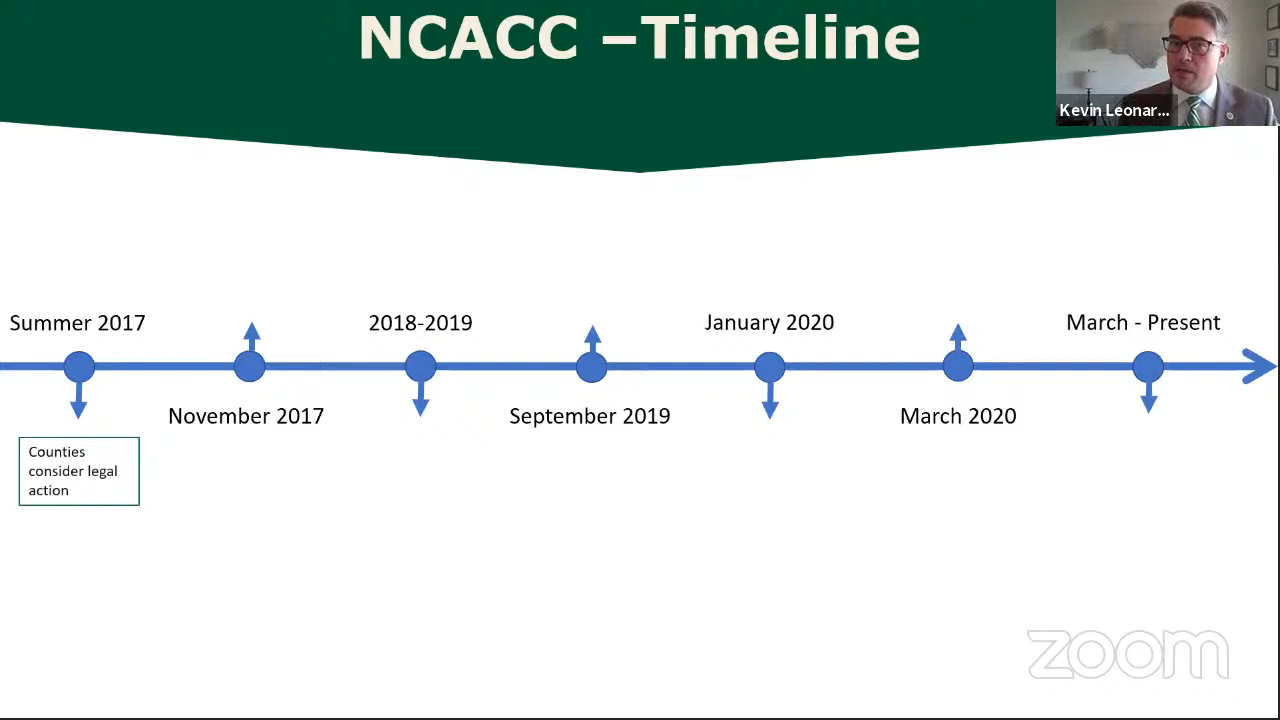 NCACC –Timeline
Kevin Leonar...
Summer 2017
2018-2019
January 2020
March - Present
November 2017
September 2019
March 2020
Counties
consider legal
action
zoom